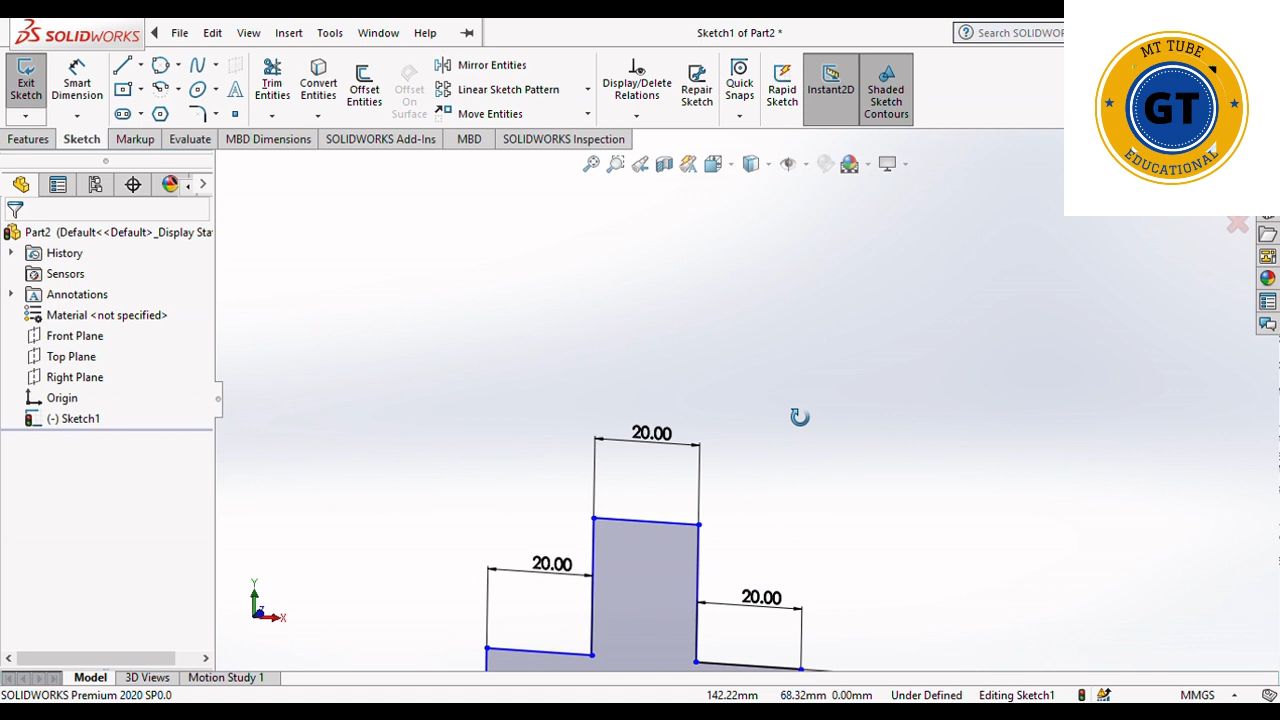 SOLIDWORKS File Edit View Insert Tools Window Help Sketch1 of Part2 * Search SOLIDWOR
MT TUBE
GT
EDUCATIONAL
Exit Sketch
Smart Dimension
Trim Entities
Convert Entities
Offset Entities
Offset On Surface
Mirror Entities
Linear Sketch Pattern
Move Entities
Display/Delete Relations
Repair Sketch
Quick Snaps
Rapid Sketch
Instant2D
Shaded Sketch Contours
Features Sketch Markup Evaluate MBD Dimensions SOLIDWORKS Add-Ins MBD SOLIDWORKS Inspection
Part2 (Default<<Default>_Display Sta
History
Sensors
Annotations
Material <not specified>
Front Plane
Top Plane
Right Plane
Origin
(-) Sketch1
20.00
20.00
20.00
Y
Z
X
Model 3D Views Motion Study 1
SOLIDWORKS Premium 2020 SP0.0 142.22mm 68.32mm 0.00mm Under Defined Editing Sketch1 MMGS